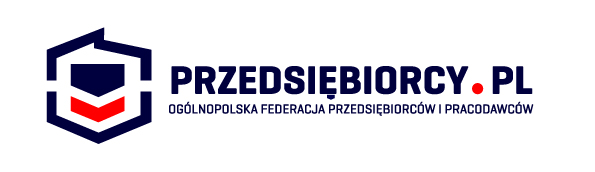 PRZEDSIĘBIORCY.PL
OGÓLNOPOLSKA FEDERACJA PRZEDSIĘBIORCÓW I PRACODAWCÓW